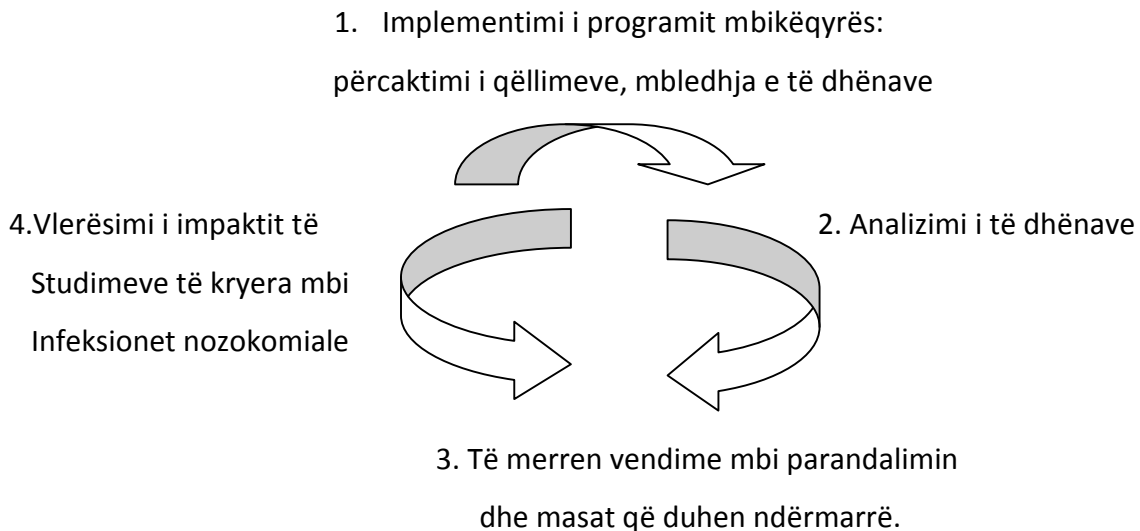 1. Implementimi i programit mbikëqyrës:
përcaktimi i qëllimeve, mbledhja e të dhënave
4.Vlerësimi i impaktit të
Studimeve të kryera mbi
Infeksionet nozokomiale
2. Analizimi i të dhënave
3. Të merren vendime mbi parandalimin
dhe masat që duhen ndërmarrë.